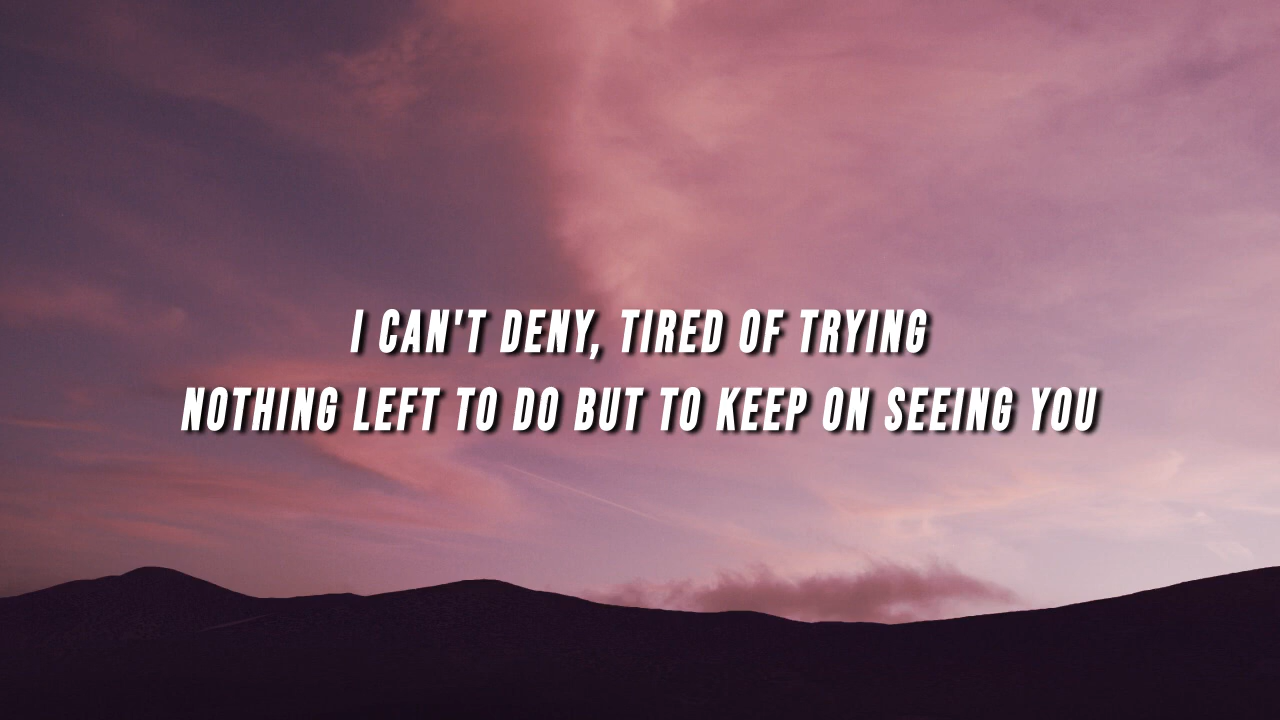 I CAN'T DENY, TIRED OF TRYING
NOTHING LEFT TO DO BUT TO KEEP ON SEEING YOU